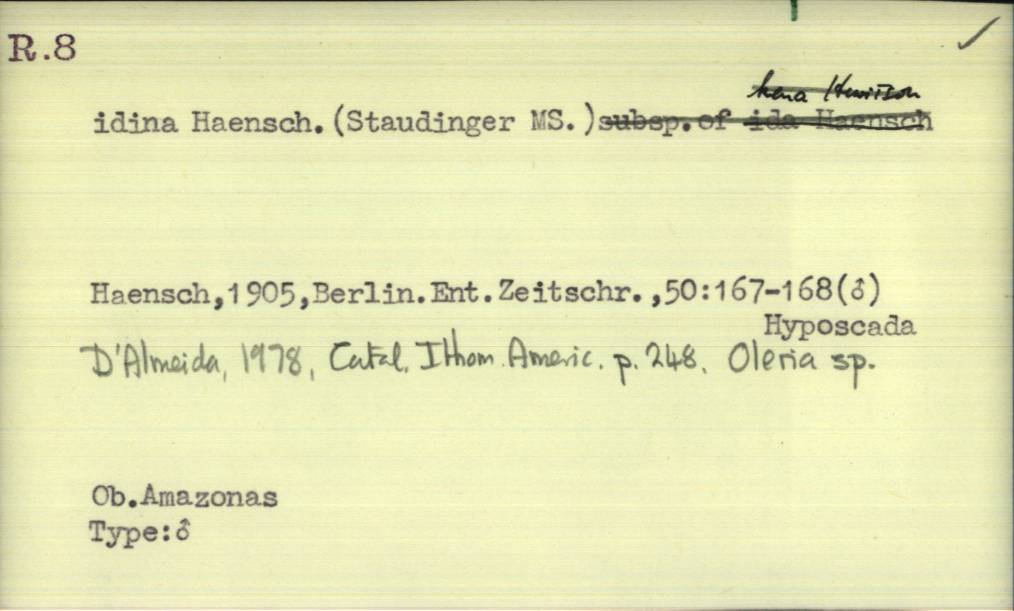 R.8
Hewitson
idina Haensch. (Staudinger MS.) subsp. of ida Haensch
Haensch, 1905, Berlin. Ent. Zeitschr., 50:167-168(♂)
Hyposcada
D'Almeida, 1978, Catal. Ithom. Americ. p. 248. Oleria sp.
Ob. Amazonas
Type: ♂